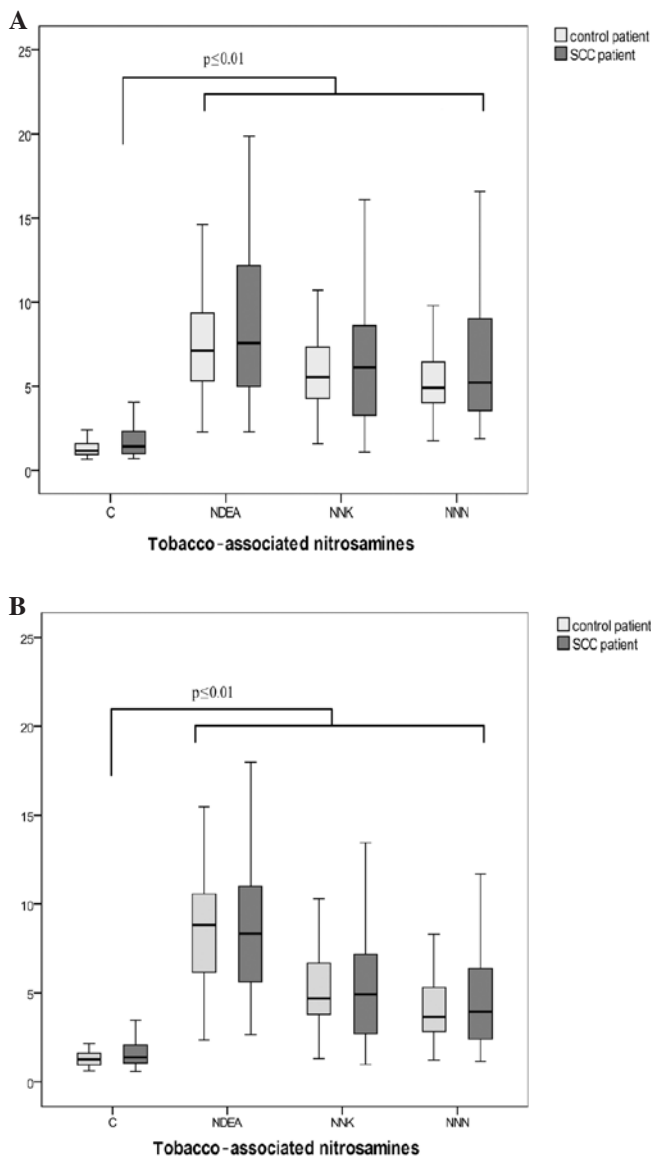 A
control patient
SCC patient
25
p≤0.01
20
15
10
5
0
C NDEA NNK NNN
Tobacco-associated nitrosamines
B
control patient
SCC patient
25
p≤0.01
20
15
10
5
0
C NDEA NNK NNN
Tobacco-associated nitrosamines